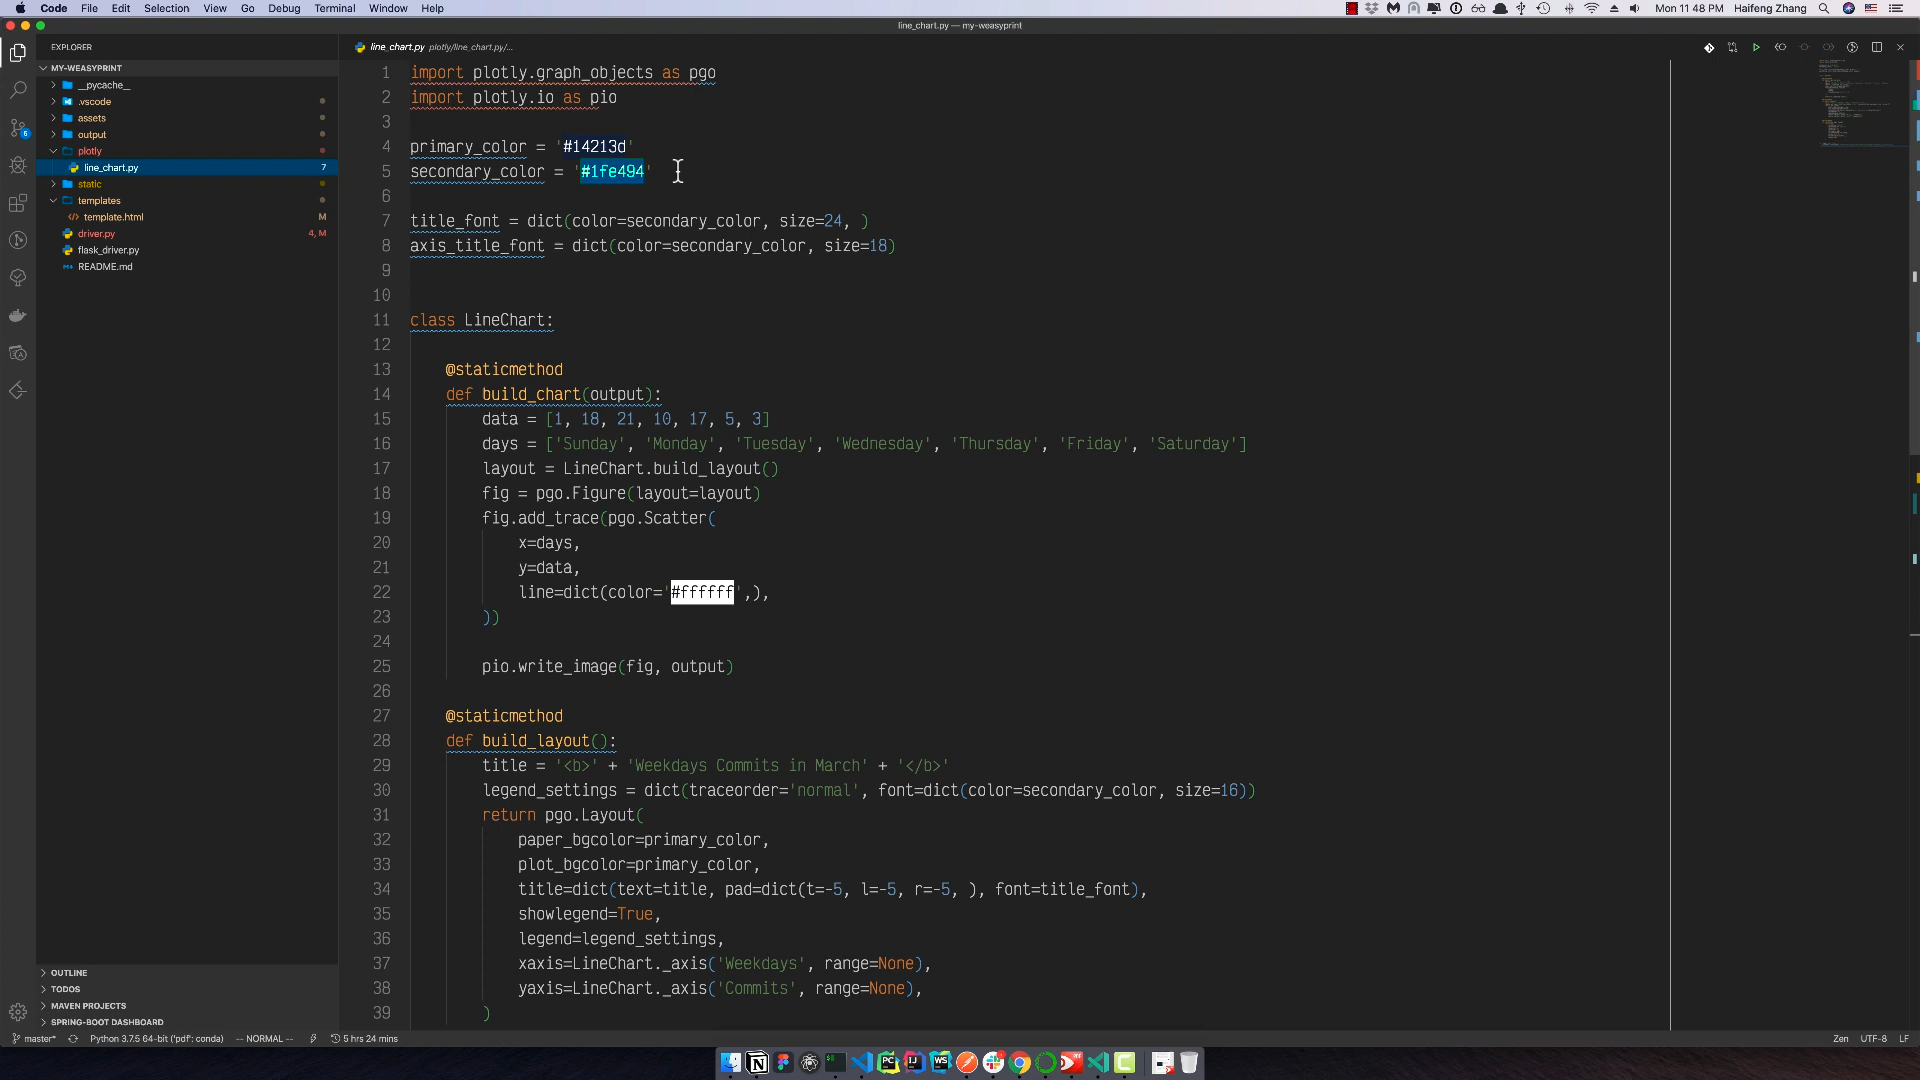 Code File Edit Selection View Go Debug Terminal Window Help Mon 11 48 PM Haifeng Zhang
line_chart.py — my-weasyprint
EXPLORER
MY-WEASYPRINT
__pycache__
.vscode
assets
output
plotly
line_chart.py 7
static
templates
template.html M
driver.py 4, M
flask_driver.py
README.md
OUTLINE
TODOS
MAVEN PROJECTS
SPRING-BOOT DASHBOARD
line_chart.py plotly/line_chart.py/...
1 import plotly.graph_objects as pgo
2 import plotly.io as pio
3
4 primary_color = '#14213d'
5 secondary_color = '#1fe494'
6
7 title_font = dict(color=secondary_color, size=24, )
8 axis_title_font = dict(color=secondary_color, size=18)
9
10
11 class LineChart:
12
13 @staticmethod
14 def build_chart(output):
15 data = [1, 18, 21, 10, 17, 5, 3]
16 days = ['Sunday', 'Monday', 'Tuesday', 'Wednesday', 'Thursday', 'Friday', 'Saturday']
17 layout = LineChart.build_layout()
18 fig = pgo.Figure(layout=layout)
19 fig.add_trace(pgo.Scatter(
20 x=days,
21 y=data,
22 line=dict(color='#ffffff',),
23 ))
24
25 pio.write_image(fig, output)
26
27 @staticmethod
28 def build_layout():
29 title = '<b>' + 'Weekdays Commits in March' + '</b>'
30 legend_settings = dict(traceorder='normal', font=dict(color=secondary_color, size=16))
31 return pgo.Layout(
32 paper_bgcolor=primary_color,
33 plot_bgcolor=primary_color,
34 title=dict(text=title, pad=dict(t=-5, l=-5, r=-5, ), font=title_font),
35 showlegend=True,
36 legend=legend_settings,
37 xaxis=LineChart._axis('Weekdays', range=None),
38 yaxis=LineChart._axis('Commits', range=None),
39 )
master* Python 3.7.5 64-bit ('pdf': conda) -- NORMAL -- 5 hrs 24 mins Zen UTF-8 LF